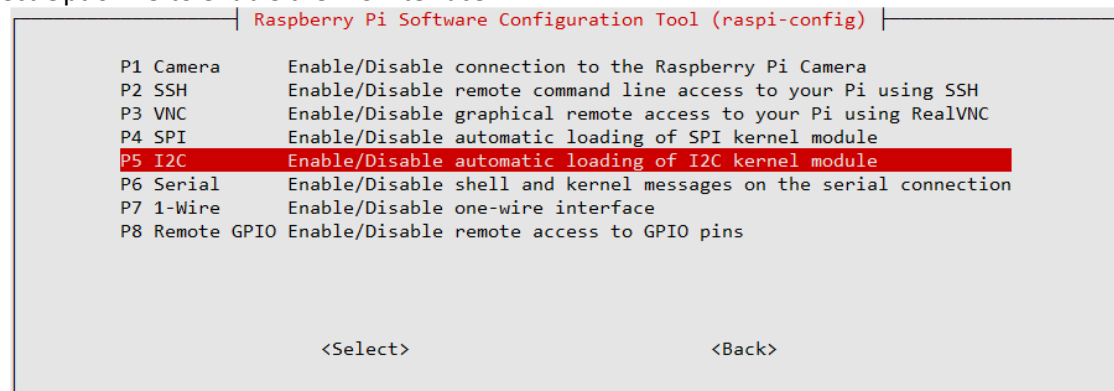 Raspberry Pi Software Configuration Tool (raspi-config)
P1 Camera Enable/Disable connection to the Raspberry Pi Camera
P2 SSH Enable/Disable remote command line access to your Pi using SSH
P3 VNC Enable/Disable graphical remote access to your Pi using RealVNC
P4 SPI Enable/Disable automatic loading of SPI kernel module
P5 I2C Enable/Disable automatic loading of I2C kernel module
P6 Serial Enable/Disable shell and kernel messages on the serial connection
P7 1-Wire Enable/Disable one-wire interface
P8 Remote GPIO Enable/Disable remote access to GPIO pins
<Select> <Back>